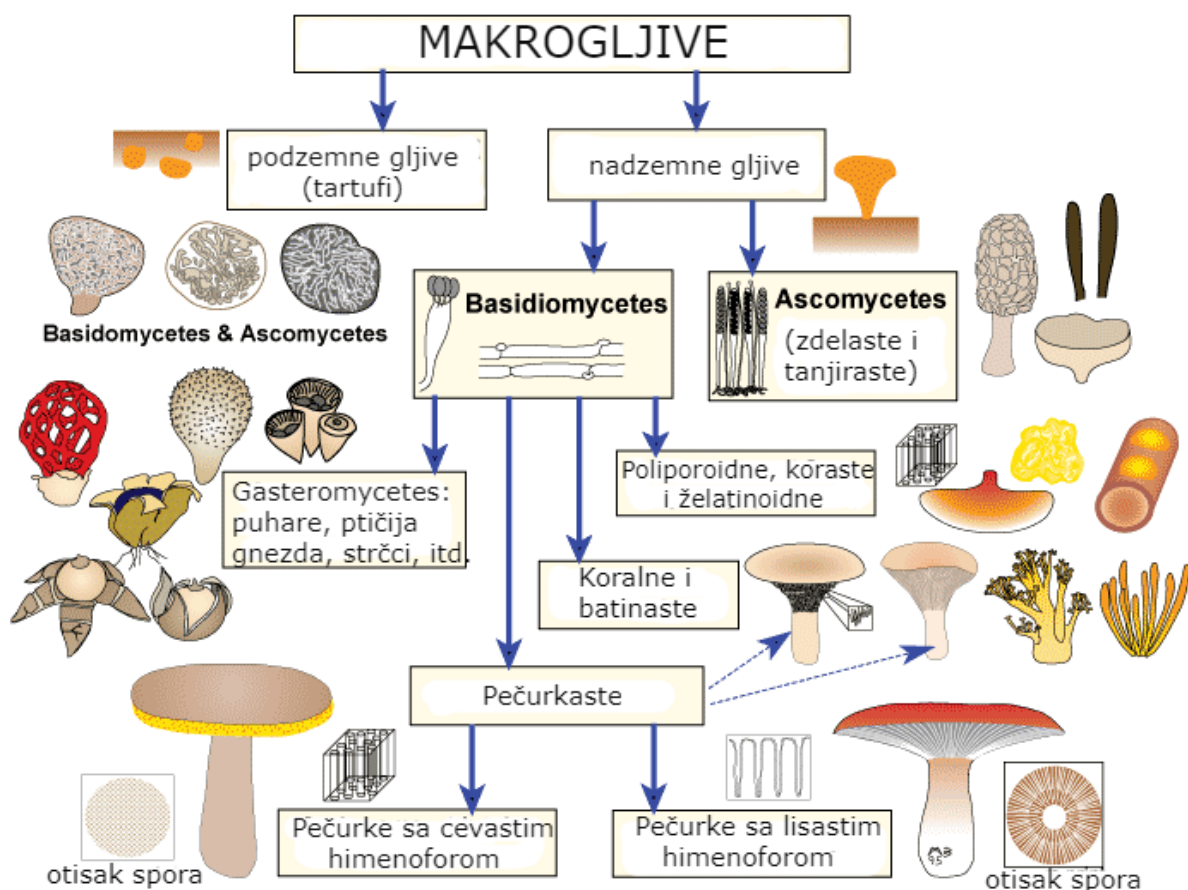 MAKROGLJIVE
podzemne gljive
(tartufi)
nadzemne gljive
Basidomycetes & Ascomycetes
Basidiomycetes
Ascomycetes
(zdelaste i
tanjiraste)
Gasteromycetes:
puhare, ptičija
gnezda, strčci, itd.
Poliporoidne, koraste
i želatinoidne
Koralne i
batinaste
Pečurkaste
Pečurke sa cevastim
himenoforom
Pečurke sa lisastim
himenoforom
otisak spora
otisak spora